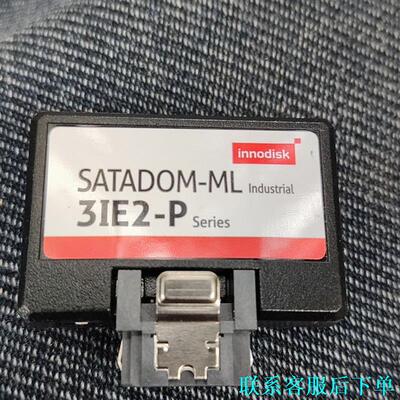 innodisk
SATADOM-ML Industrial
3IE2-P Series
联系客服后下单